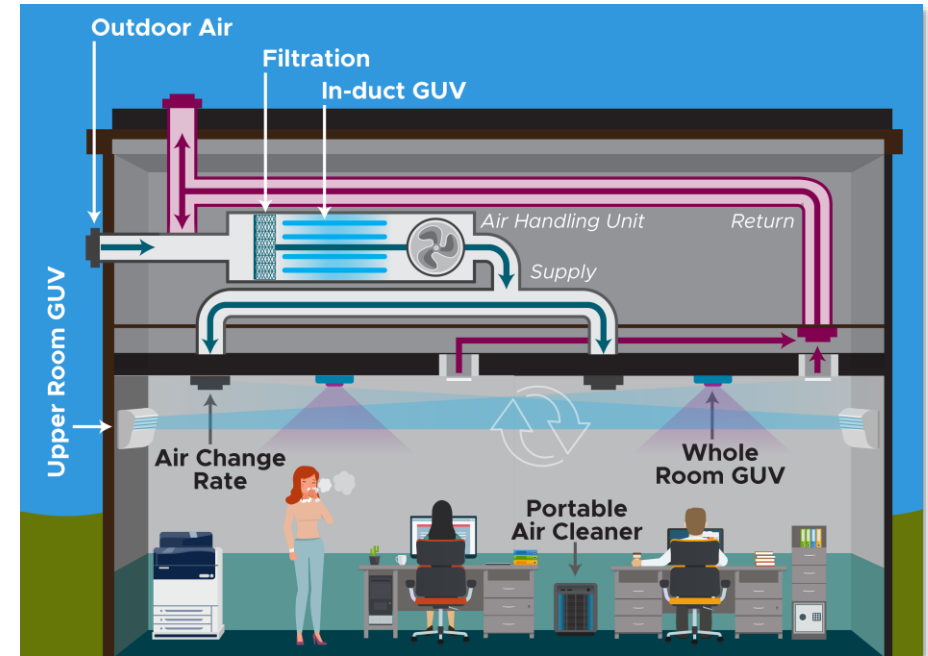 Outdoor Air
Filtration
In-duct GUV
Air Handling Unit
Return
Supply
Upper Room GUV
Air Change
Rate
Whole
Room GUV
Portable
Air Cleaner